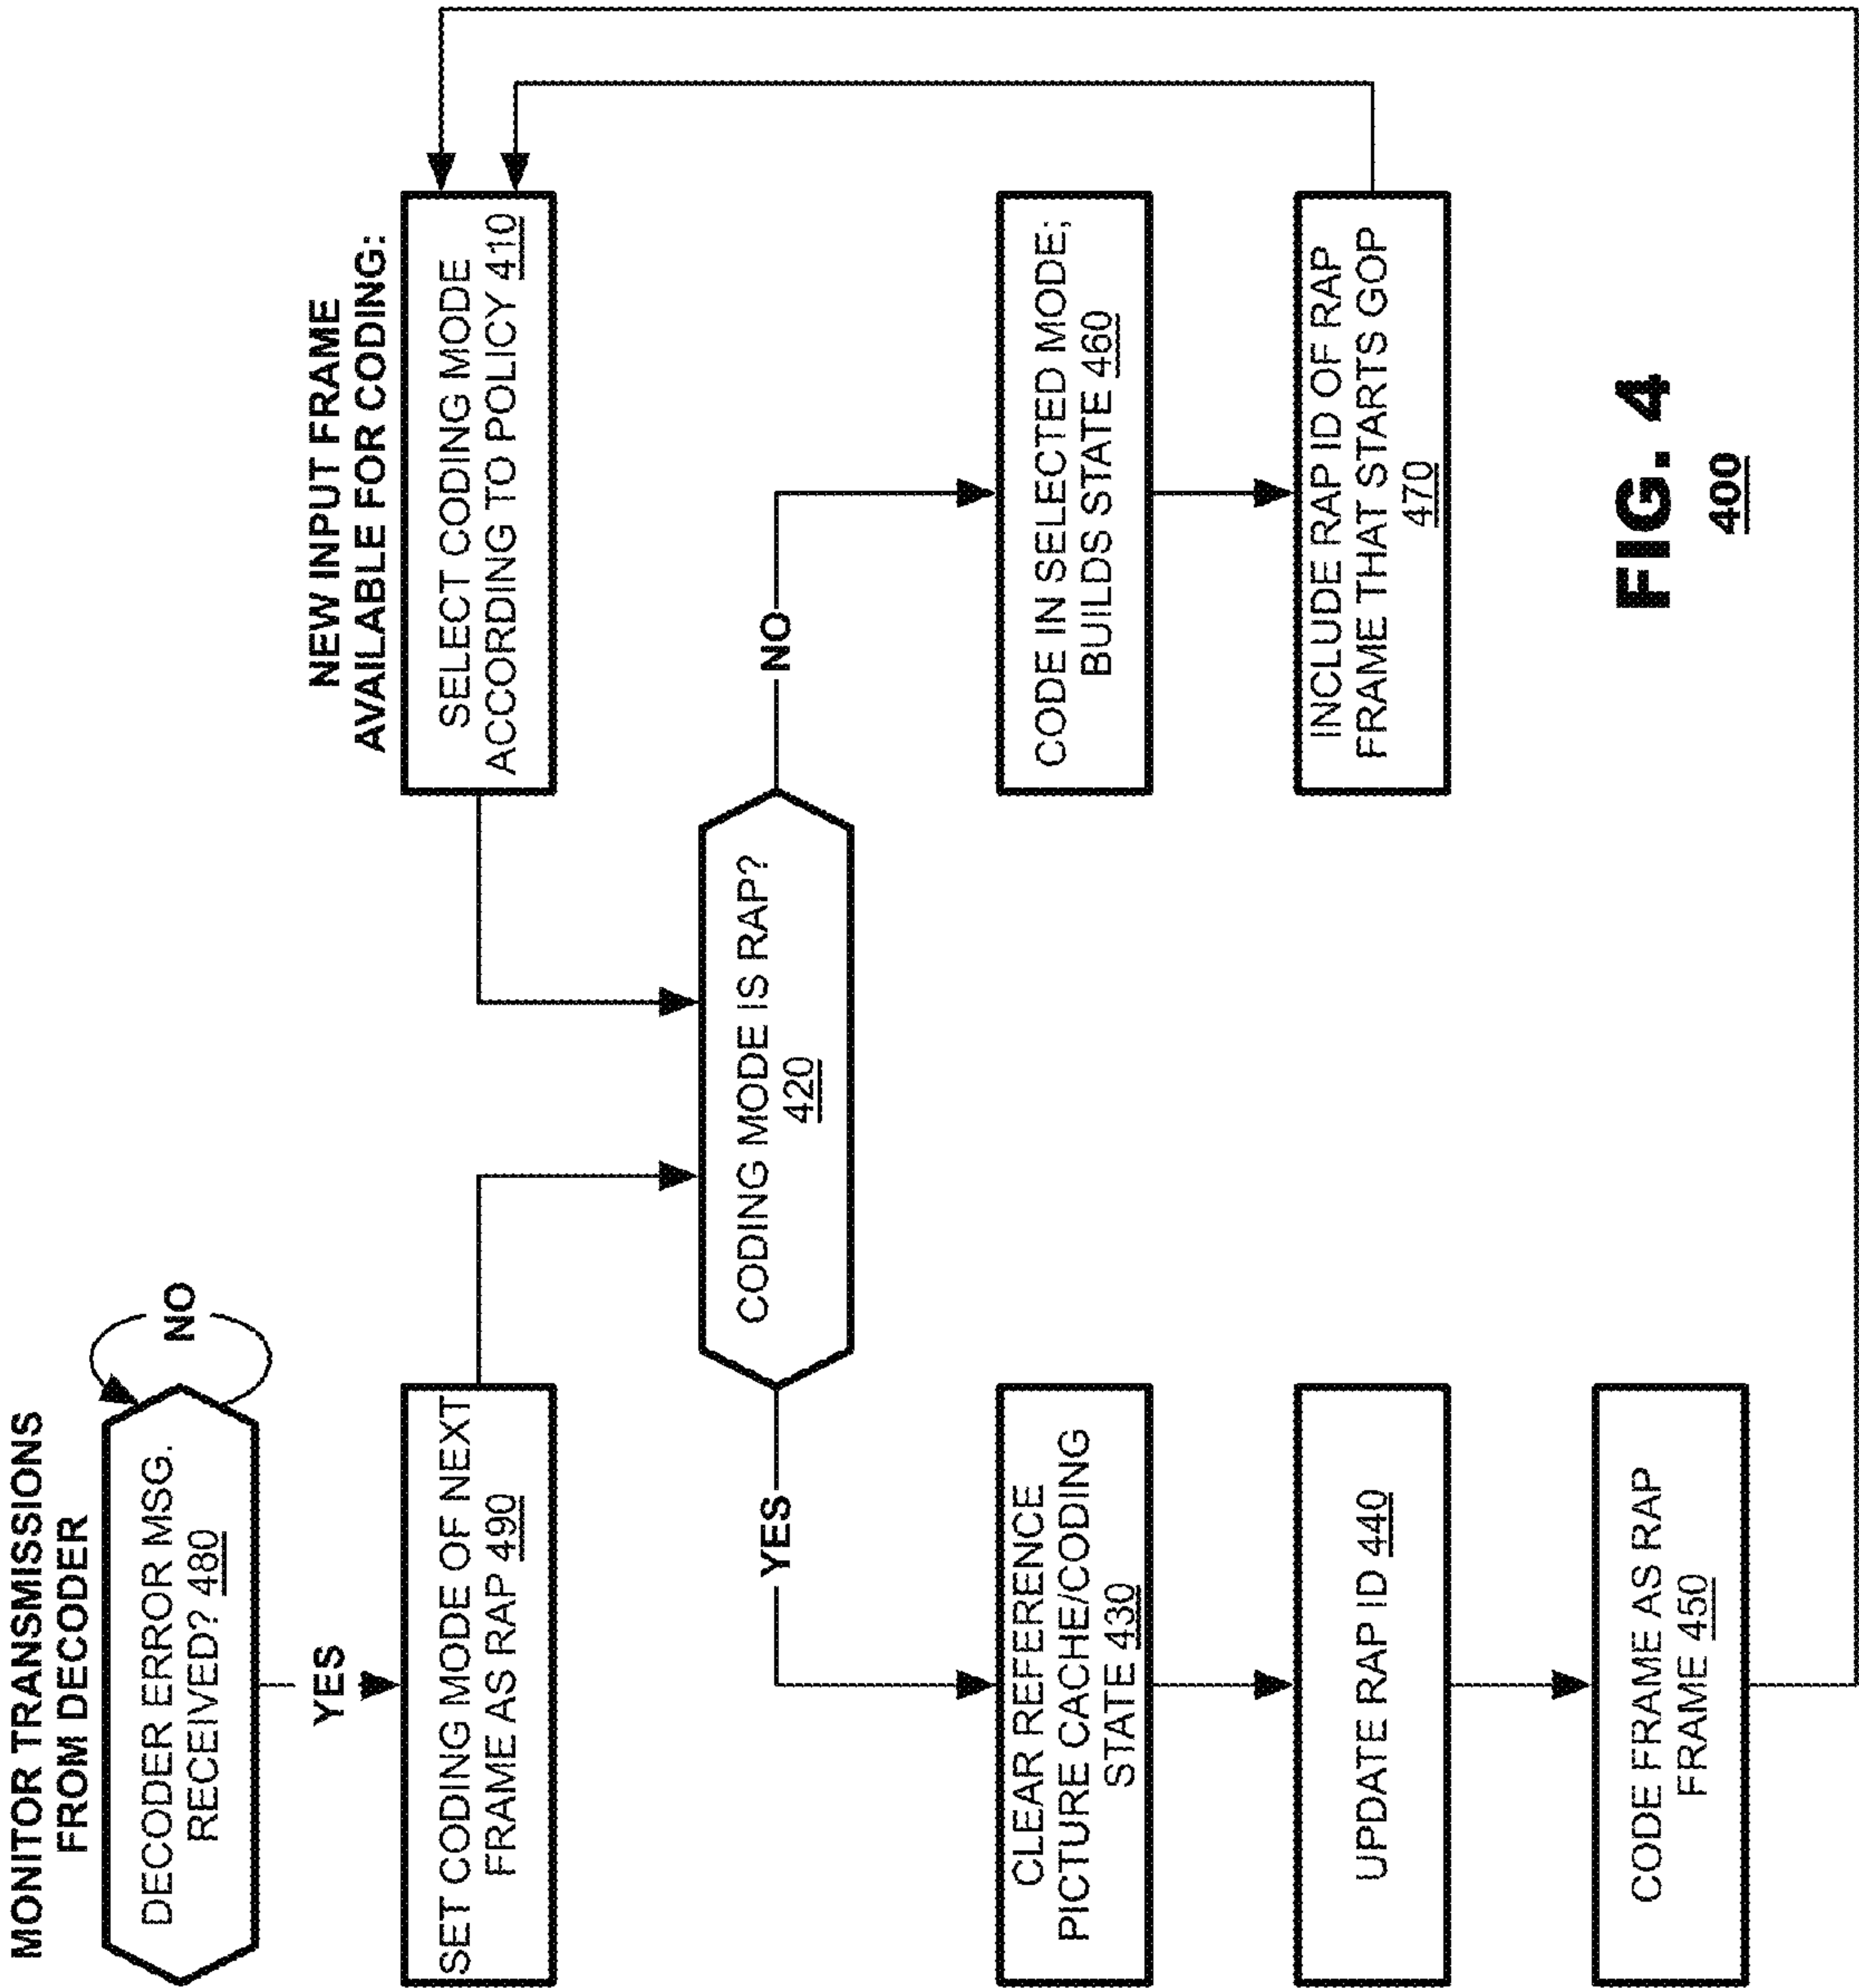 MONITOR TRANSMISSIONS
FROM DECODER
DECODER ERROR MSG.
RECEIVED? 480
NO
YES
SET CODING MODE OF NEXT
FRAME AS RAP 490
NEW INPUT FRAME
AVAILABLE FOR CODING:
SELECT CODING MODE
ACCORDING TO POLICY 410
CODING MODE IS RAP?
420
YES
NO
CLEAR REFERENCE
PICTURE CACHE/CODING
STATE 430
UPDATE RAP ID 440
CODE FRAME AS RAP
FRAME 450
CODE IN SELECTED MODE;
BUILDS STATE 460
INCLUDE RAP ID OF RAP
FRAME THAT STARTS GOP
470
FIG. 4
400